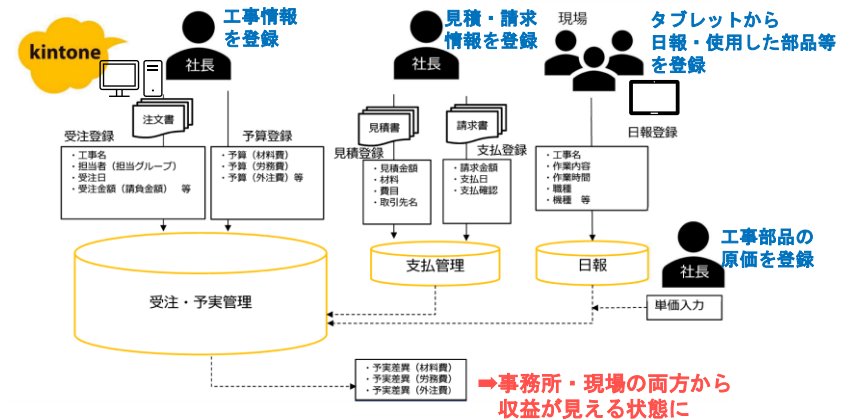 kintone
社長
工事情報
を登録
注文書
受注登録
・工事名
・担当者（担当グループ）
・受注日
・受注金額（請負金額）　等
予算登録
・予算（材料費）
・予算（労務費）
・予算（外注費）等
社長
見積・請求
情報を登録
見積書
請求書
見積登録
・見積金額
・材料
・費目
・取引先名
支払登録
・請求金額
・支払日
・支払確認
現場
タブレットから
日報・使用した部品等
を登録
日報登録
・工事名
・作業内容
・作業時間
・職種
・機種　等
受注・予実管理
支払管理
日報
社長
工事部品の
原価を登録
単価入力
・予実差異（材料費）
・予実差異（労務費）
・予実差異（外注費）
➡事務所・現場の両方から
収益が見える状態に